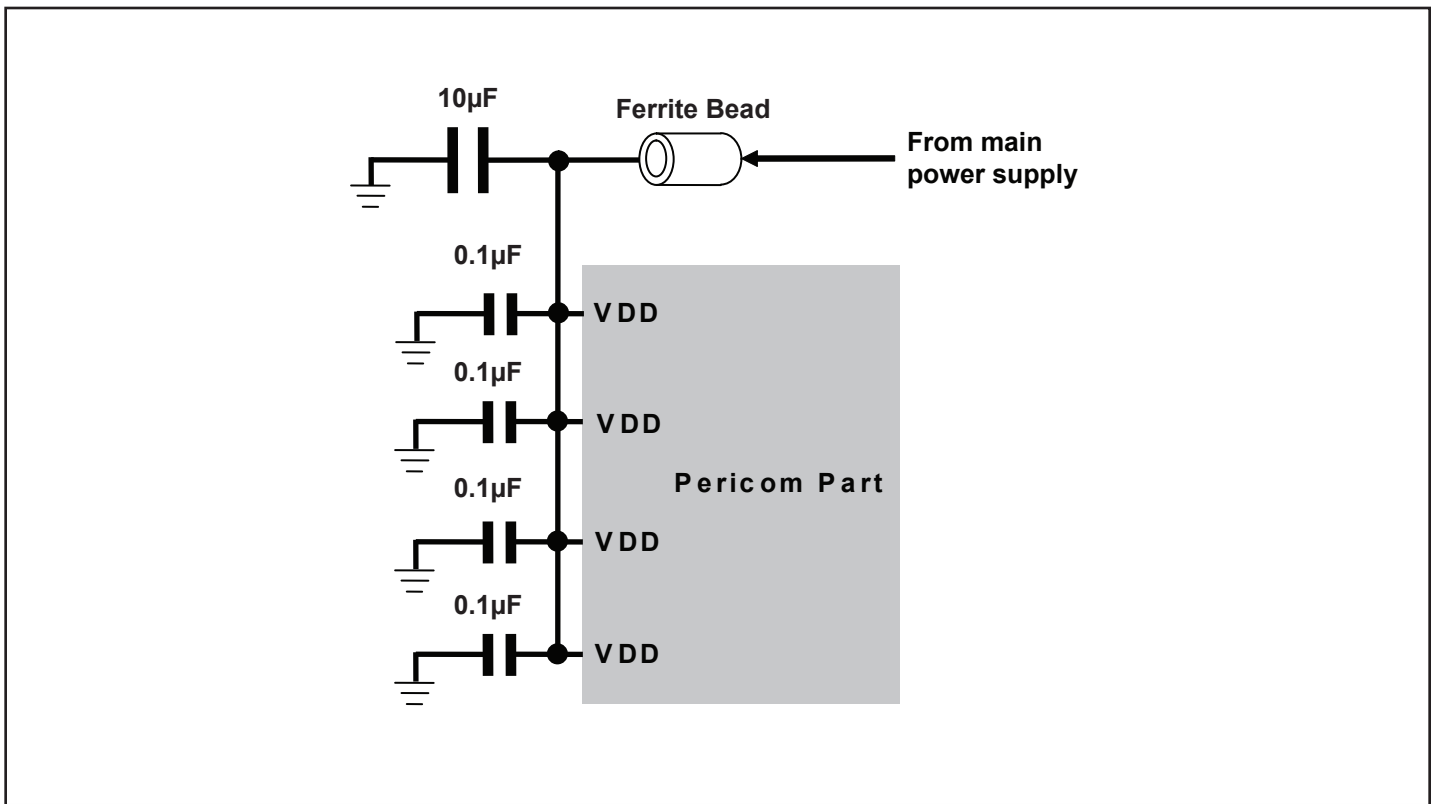 10µF
Ferrite Bead
From main
power supply
0.1µF
VDD
0.1µF
VDD
Pericom Part
0.1µF
VDD
0.1µF
VDD